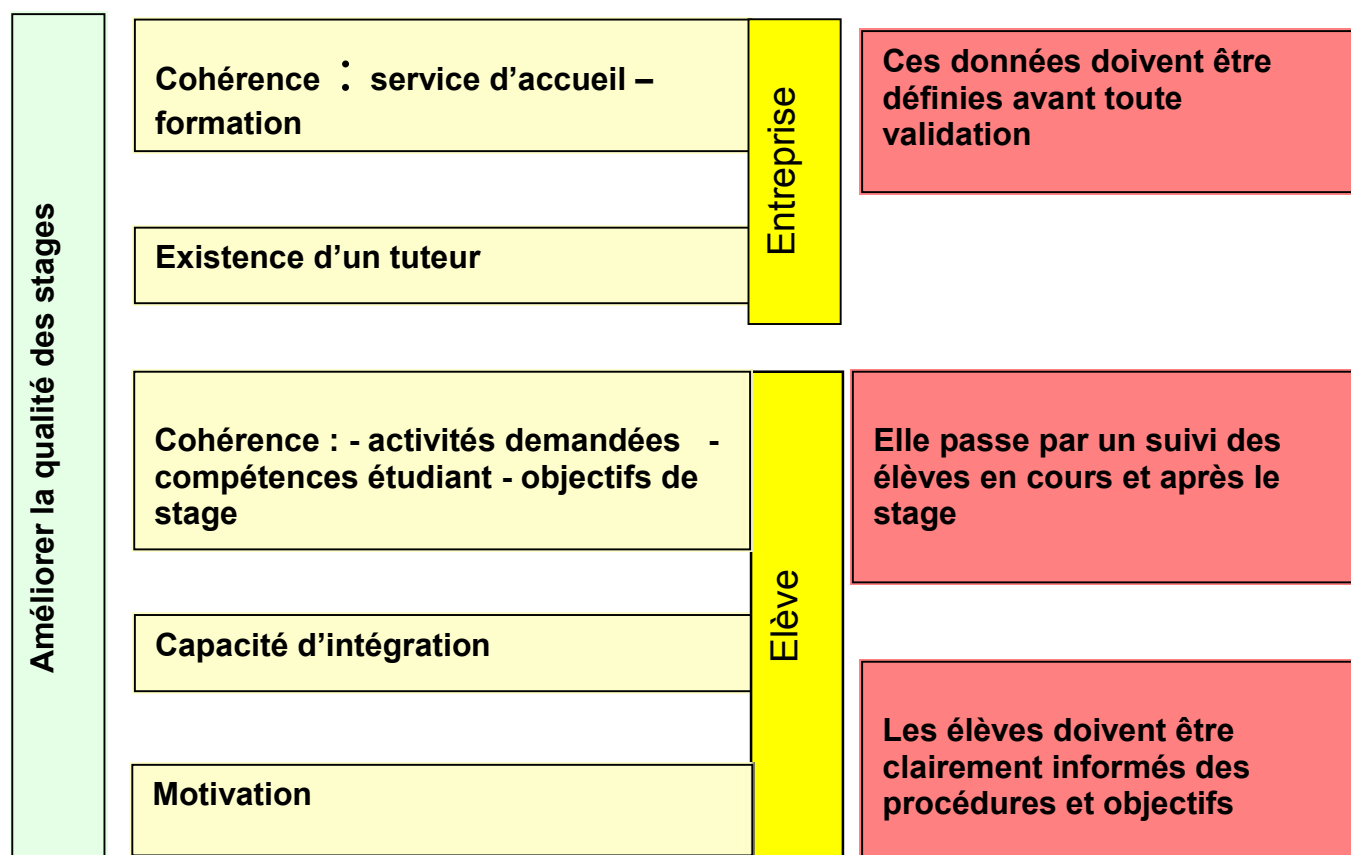 Améliorer la qualité des stages
Cohérence : service d’accueil –
formation
Existence d’un tuteur
Entreprise
Ces données doivent être
définies avant toute
validation
Cohérence : - activités demandées -
compétences étudiant - objectifs de
stage
Capacité d’intégration
Motivation
Elève
Elle passe par un suivi des
élèves en cours et après le
stage
Les élèves doivent être
clairement informés des
procédures et objectifs